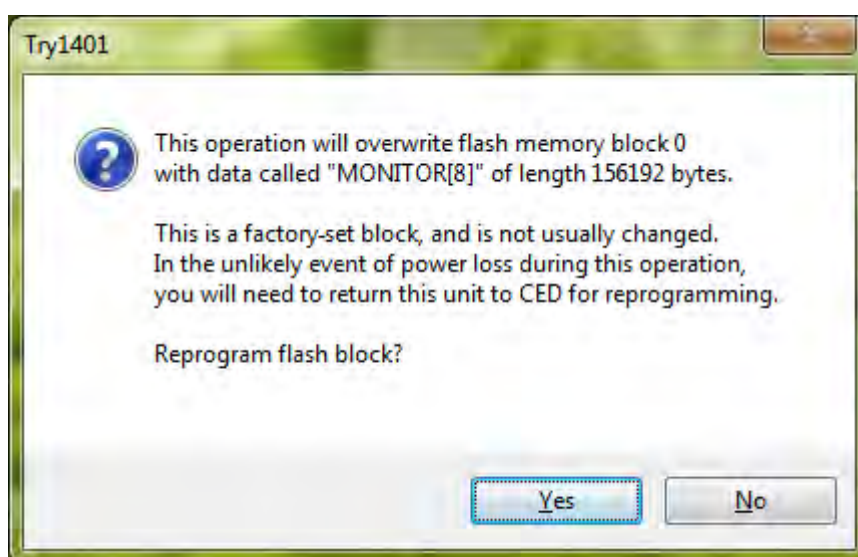 Try1401
This operation will overwrite flash memory block 0
with data called "MONITOR[8]" of length 156192 bytes.
This is a factory-set block, and is not usually changed.
In the unlikely event of power loss during this operation,
you will need to return this unit to CED for reprogramming.
Reprogram flash block?
Yes
No